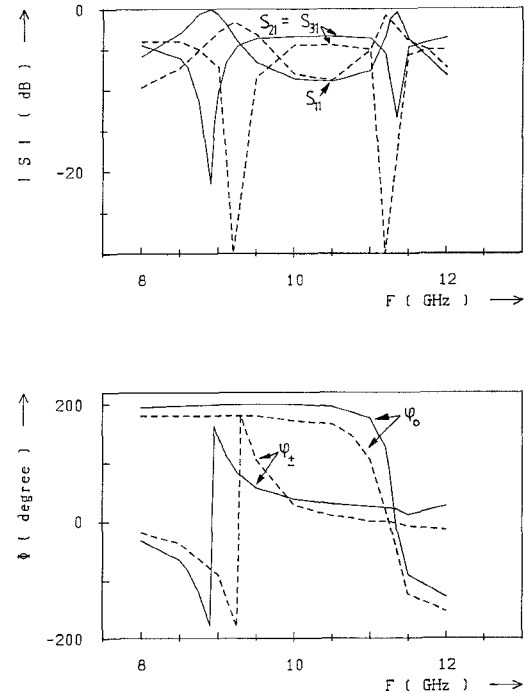 0
S21 = S31
| S | ( dB )
S11
-20
8 10 12
F ( GHz )
200
φ0
φ±
Φ ( degree )
0
-200
8 10 12
F ( GHz )